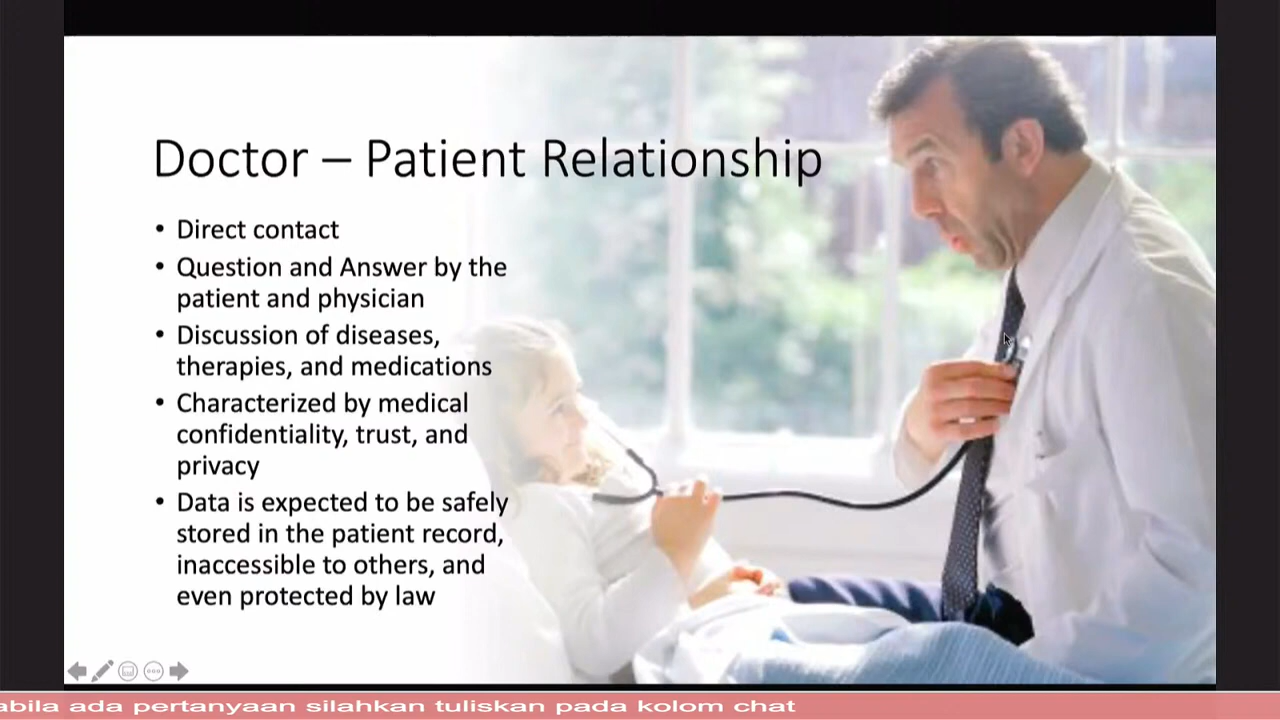 Doctor – Patient Relationship
• Direct contact
• Question and Answer by the
patient and physician
• Discussion of diseases,
therapies, and medications
• Characterized by medical
confidentiality, trust, and
privacy
• Data is expected to be safely
stored in the patient record,
inaccessible to others, and
even protected by law
ada pertanyaan silahkan tuliskan pada kolom chat